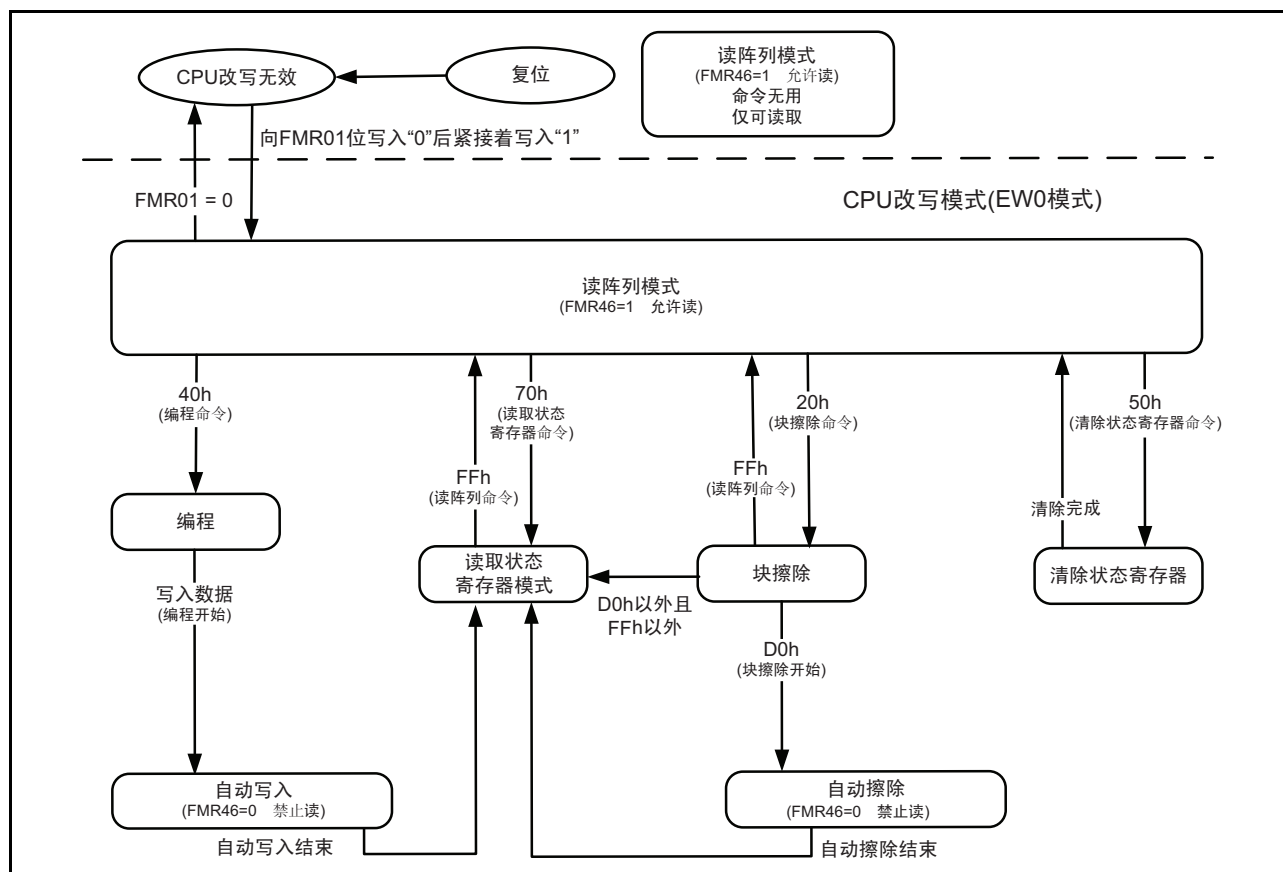 CPU改写无效
复位
读阵列模式
(FMR46=1 允许读)
命令无用
仅可读取
向FMR01位写入“0”后紧接着写入“1”
FMR01 = 0
CPU改写模式(EW0模式)
读阵列模式
(FMR46=1 允许读)
40h
(编程命令)
70h
(读取状态
寄存器命令)
20h
(块擦除命令)
50h
(清除状态寄存器命令)
FFh
(读阵列命令)
FFh
(读阵列命令)
清除完成
编程
读取状态
寄存器模式
块擦除
清除状态寄存器
D0h以外且
FFh以外
写入数据
(编程开始)
D0h
(块擦除开始)
自动写入
(FMR46=0 禁止读)
自动擦除
(FMR46=0 禁止读)
自动写入结束
自动擦除结束